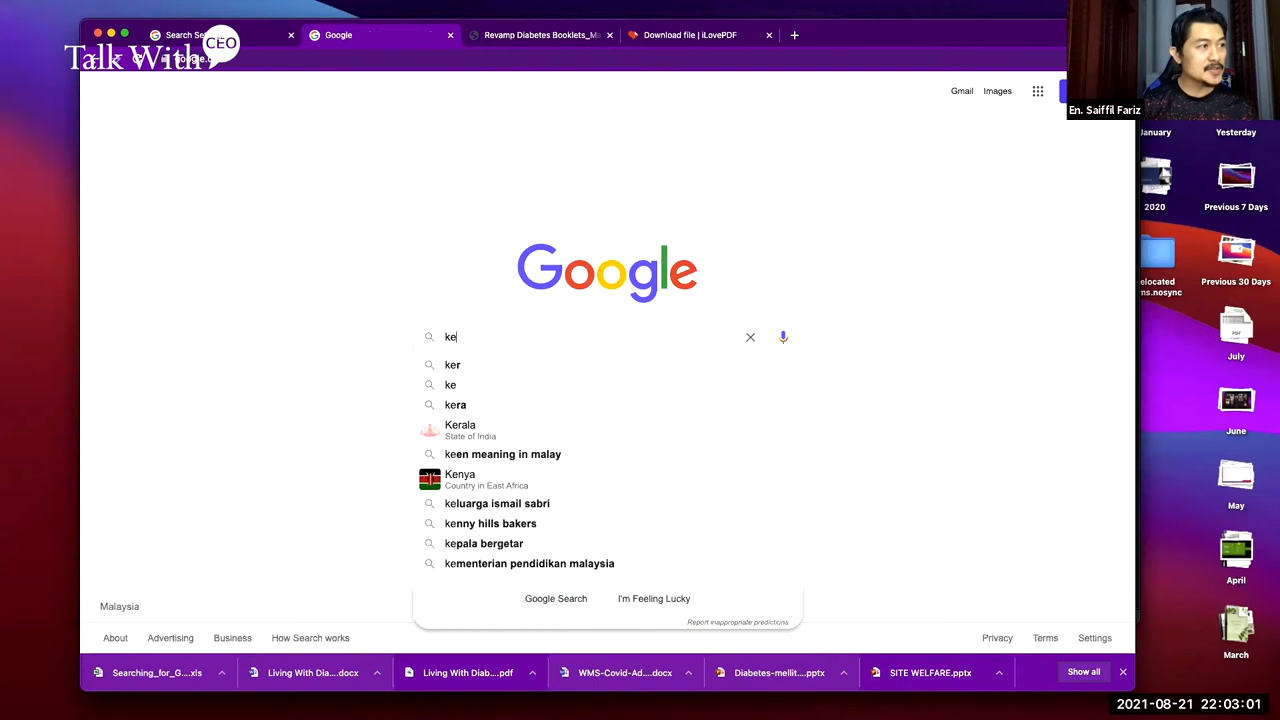 Talk With CEO
Search Se
Google
Revamp Diabetes Booklets_Ma
Download file | iLovePDF
Gmail
Images
En. Saiffil Fariz
January
Yesterday
2020
Previous 7 Days
elocated
ms.nosync
Previous 30 Days
PDF
July
June
May
April
March
Google
ke
ker
ke
kera
Kerala
State of India
keen meaning in malay
Kenya
Country in East Africa
keluarga ismail sabri
kenny hills bakers
kepala bergetar
kementerian pendidikan malaysia
Google Search
I'm Feeling Lucky
Report inappropriate predictions
Malaysia
About
Advertising
Business
How Search works
Privacy
Terms
Settings
Searching_for_G....xls
Living With Dia....docx
Living With Diab....pdf
WMS-Covid-Ad....docx
Diabetes-mellit....pptx
SITE WELFARE.pptx
Show all
2021-08-21 22:03:01